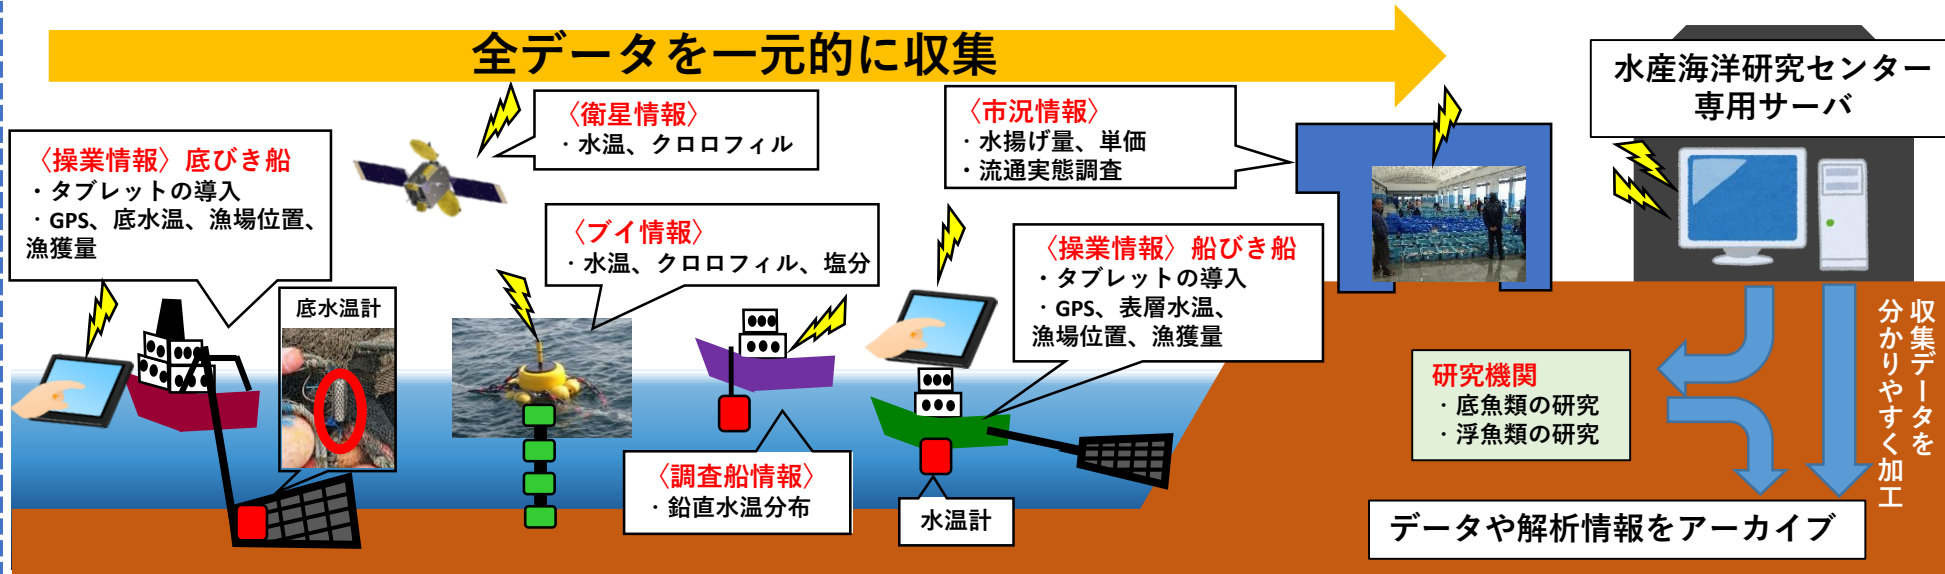 全データを一元的に収集
水産海洋研究センター
専用サーバ
〈操業情報〉底びき船
・タブレットの導入
・GPS、底水温、漁場位置、
漁獲量
底水温計
〈衛星情報〉
・水温、クロロフィル
〈ブイ情報〉
・水温、クロロフィル、塩分
〈調査船情報〉
・鉛直水温分布
〈市況情報〉
・水揚げ量、単価
・流通実態調査
〈操業情報〉船びき船
・タブレットの導入
・GPS、表層水温、
漁場位置、漁獲量
水温計
研究機関
・底魚類の研究
・浮魚類の研究
収集データを
分かりやすく加工
データや解析情報をアーカイブ